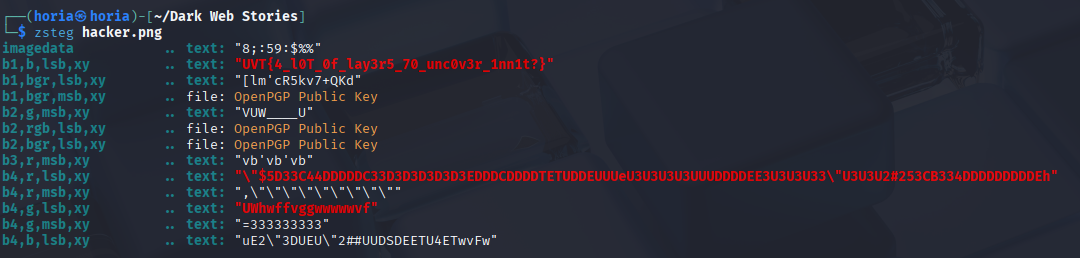 ┌──(horia㉿horia)-[~/Dark Web Stories]
└─$ zsteg hacker.png
imagedata .. text: "8;:59:$%%"
b1,b,lsb,xy .. text: "UVT{4_l0T_0f_lay3r5_70_unc0v3r_1nn1t?}"
b1,bgr,lsb,xy .. text: "[lm'cR5kv7+QKd"
b1,bgr,msb,xy .. file: OpenPGP Public Key
b2,g,msb,xy .. text: "VUW____U"
b2,rgb,lsb,xy .. file: OpenPGP Public Key
b2,bgr,lsb,xy .. file: OpenPGP Public Key
b3,r,msb,xy .. text: "vb'vb'vb"
b4,r,lsb,xy .. text: "\"$5D33C44DDDDDC33D3D3D3D3D3EDDDCDDDDTETUDDEUUUeU3U3U3U3UUUDDDDEE3U3U3U33\"U3U3U2#253CB334DDDDDDDDDEh"
b4,r,msb,xy .. text: ",\"\"\"\"\"\"\"\"\""
b4,g,lsb,xy .. text: "UWhwffvggwwwwwvf"
b4,g,msb,xy .. text: "=333333333"
b4,b,lsb,xy .. text: "uE2\"3DUEU\"2##UUDSDEETU4ETwvFw"